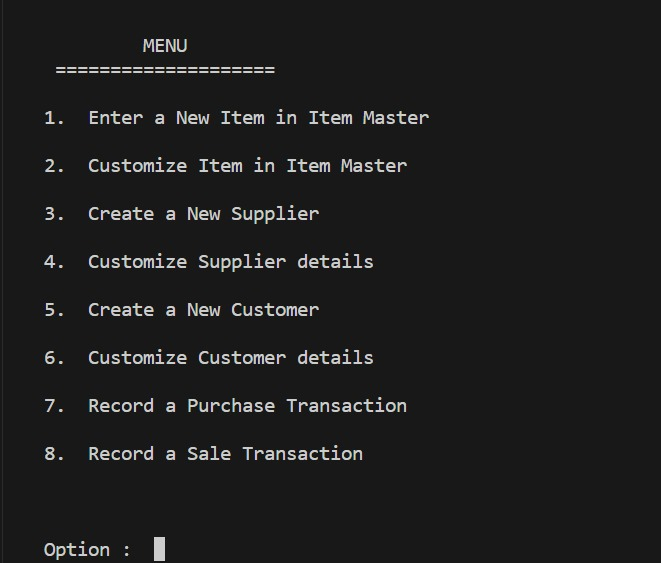 MENU
====================
1.  Enter a New Item in Item Master
2.  Customize Item in Item Master
3.  Create a New Supplier
4.  Customize Supplier details
5.  Create a New Customer
6.  Customize Customer details
7.  Record a Purchase Transaction
8.  Record a Sale Transaction
Option :